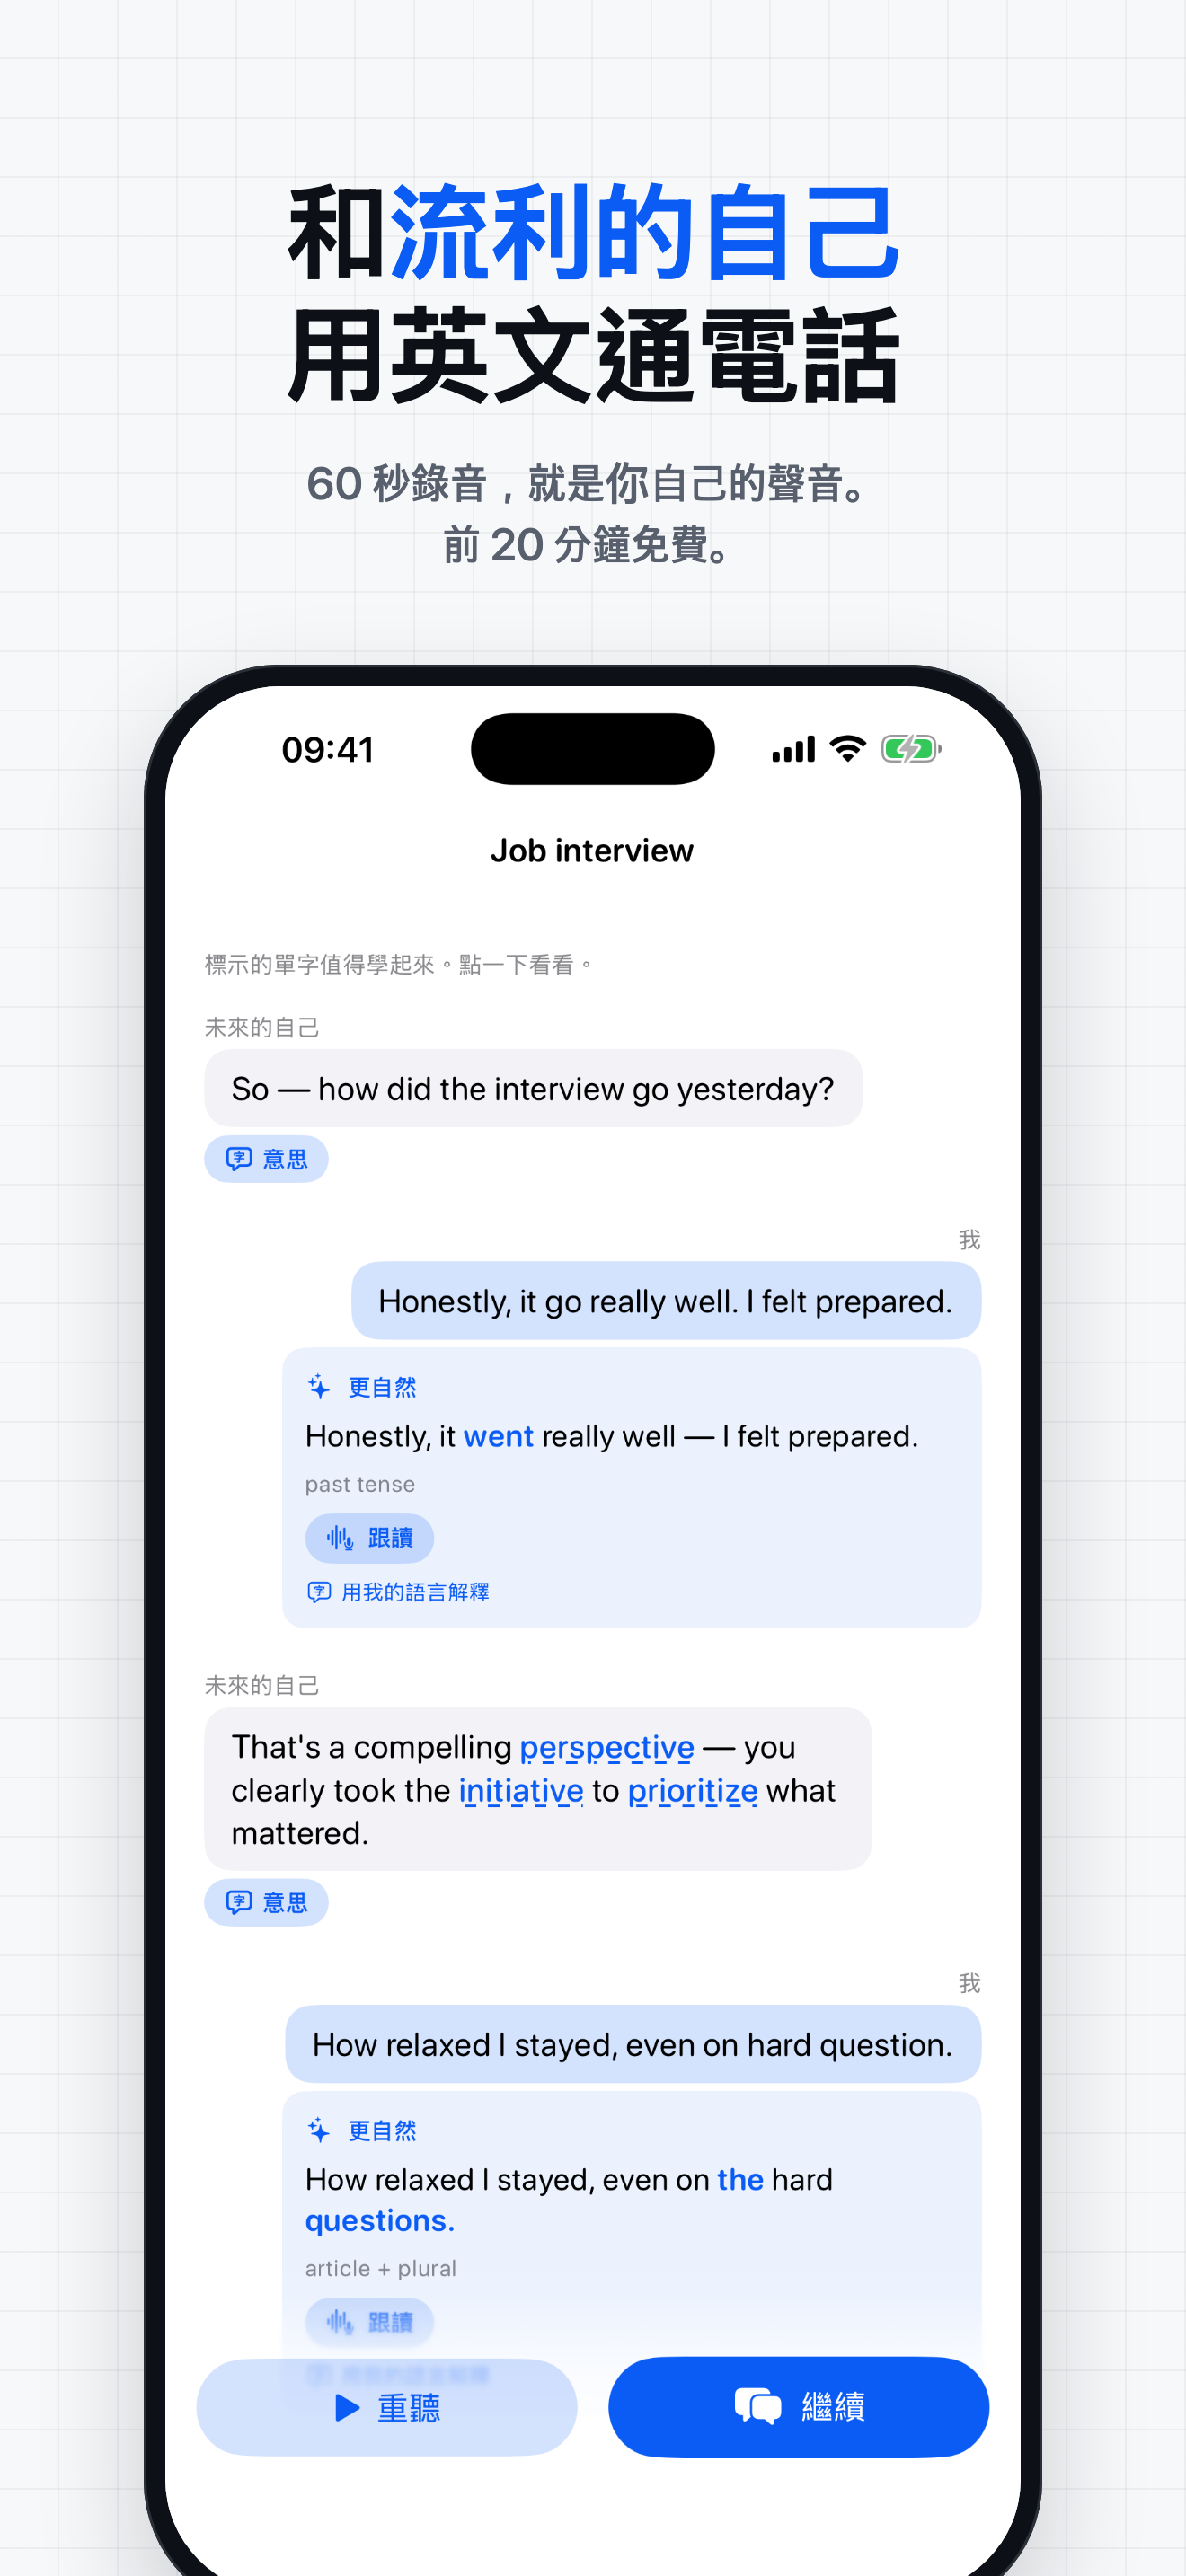 和流利的自己
用英文通電話
60 秒錄音，就是你自己的聲音。
前 20 分鐘免費。
09:41
Job interview
標示的單字值得學起來。點一下看看。
未來的自己
So — how did the interview go yesterday?
字 意思
我
Honestly, it go really well. I felt prepared.
更自然
Honestly, it went really well — I felt prepared.
past tense
跟讀
字 用我的語言解釋
未來的自己
That's a compelling perspective — you
clearly took the initiative to prioritize what
mattered.
字 意思
我
How relaxed I stayed, even on hard question.
更自然
How relaxed I stayed, even on the hard
questions.
article + plural
跟讀
重聽
繼續